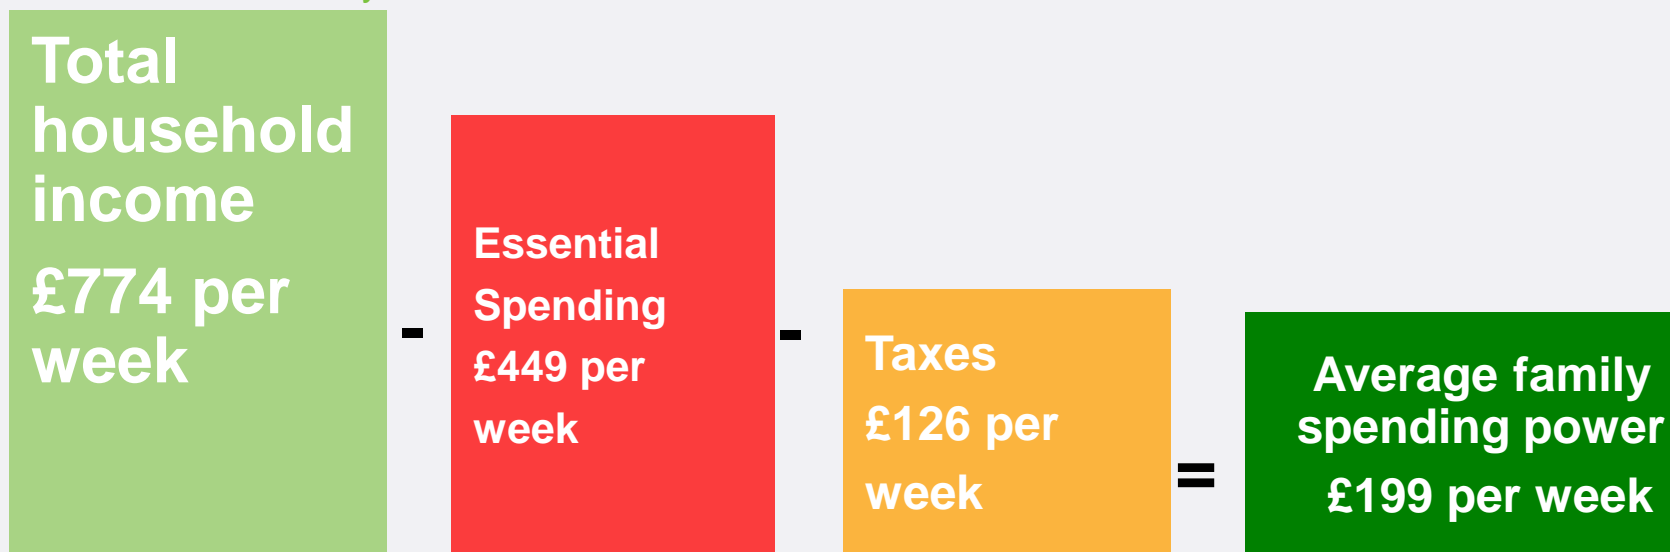 Total
household
income
£774 per
week
-
Essential
Spending
£449 per
week
-
Taxes
£126 per
week
=
Average family
spending power
£199 per week